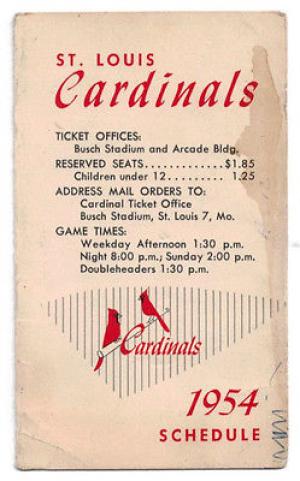 ST. LOUIS
Cardinals
TICKET OFFICES:
Busch Stadium and Arcade Bldg.
RESERVED SEATS.............$1.85
Children under 12......... 1.25
ADDRESS MAIL ORDERS TO:
Cardinal Ticket Office
Busch Stadium, St. Louis 7, Mo.
GAME TIMES:
Weekday Afternoon 1:30 p.m.
Night 8:00 p.m.; Sunday 2:00 p.m.
Doubleheaders 1:30 p.m.
Cardinals
1954
SCHEDULE